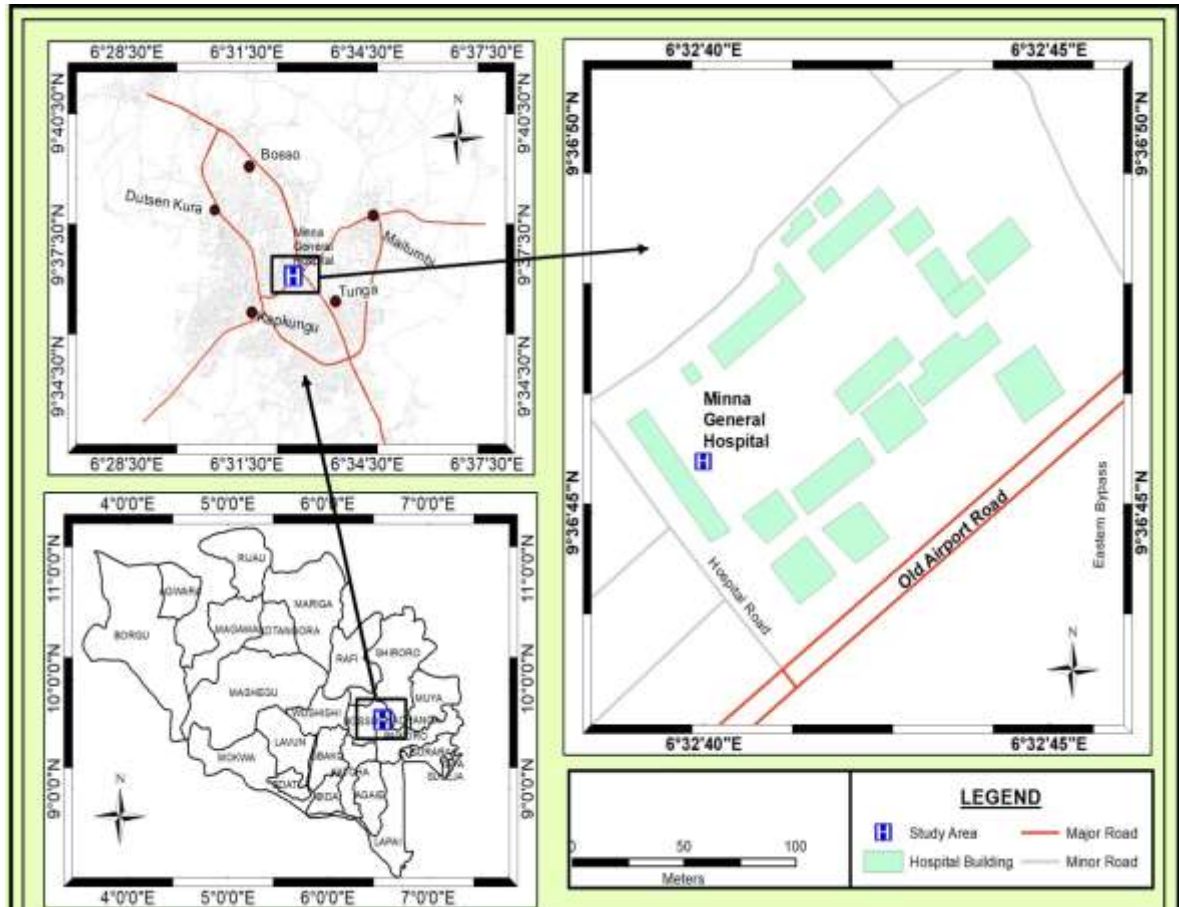 6°28'30"E 6°31'30"E 6°34'30"E 6°37'30"E
9°40'30"N
9°37'30"N
9°34'30"N
9°40'30"N
9°37'30"N
9°34'30"N
N
Bosso
Dutsen Kura
Minna
General
Hospital
H
Maitumbi
Tunga
Kapkungu
6°28'30"E 6°31'30"E 6°34'30"E 6°37'30"E
4°0'0"E 5°0'0"E 6°0'0"E 7°0'0"E
11°0'0"N
10°0'0"N
9°0'0"N
11°0'0"N
10°0'0"N
9°0'0"N
RIJAU
AGWARA
MARIGA
BORGU
MAGAMA
RAFI
SHIRORO
MASHEGU
MUYA
H
LAVUN
MOKWA
BIDA
AGAIE
LAPAI
N
4°0'0"E 5°0'0"E 6°0'0"E 7°0'0"E
6°32'40"E 6°32'45"E
9°36'50"N
9°36'45"N
9°36'50"N
9°36'45"N
Minna
General
Hospital
H
Old Airport Road
Eastern Bypass
Hospital Road
N
6°32'40"E 6°32'45"E
0 50 100
Meters
LEGEND
H Study Area Major Road
Hospital Building Minor Road